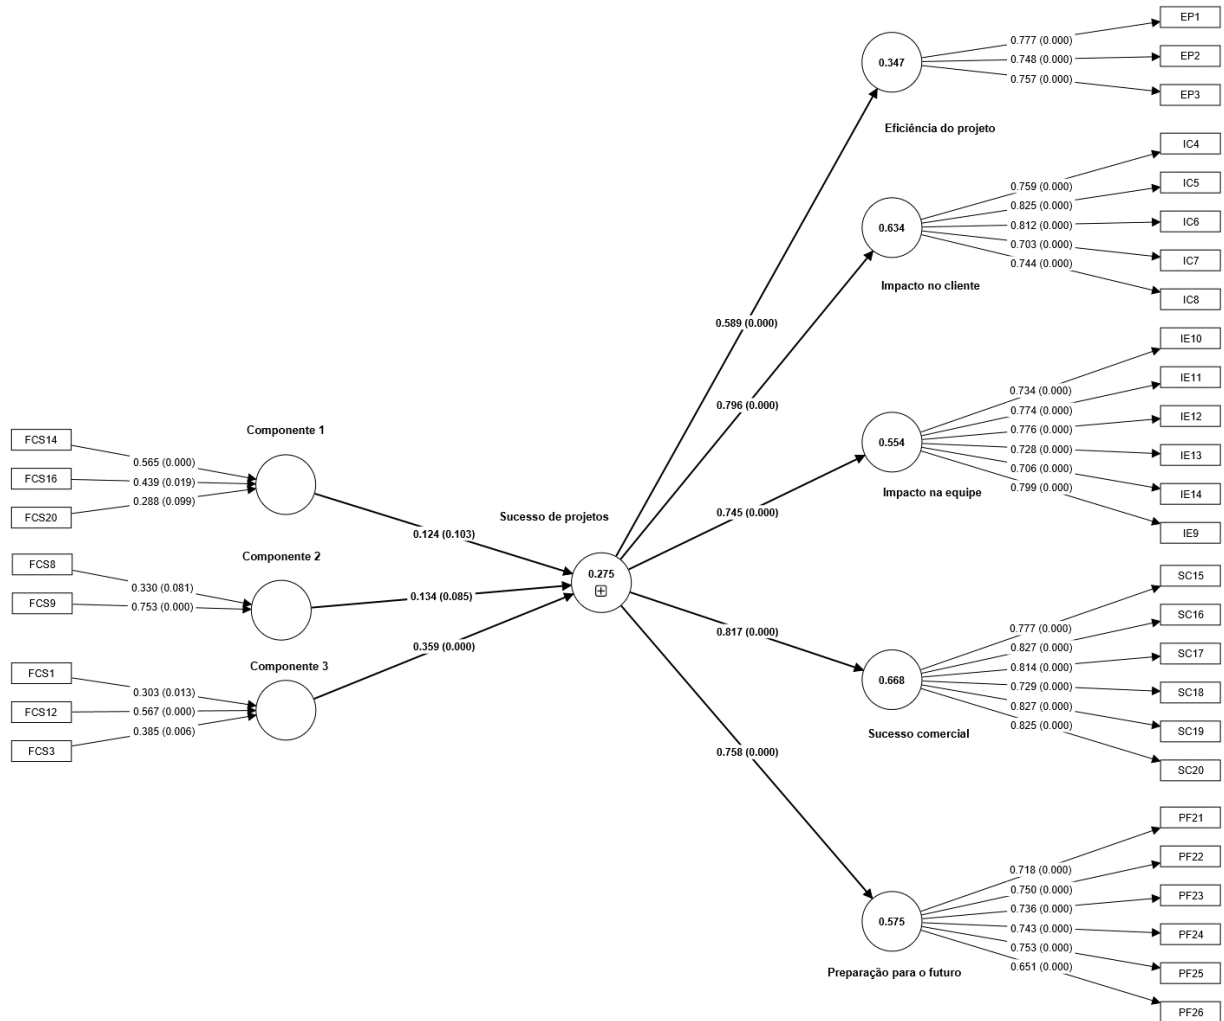 EP1
0.777 (0.000)
0.347
0.748 (0.000)
EP2
0.757 (0.000)
EP3
Eficiência do projeto
IC4
0.759 (0.000)
IC5
0.825 (0.000)
0.634
0.812 (0.000)
IC6
0.703 (0.000)
IC7
0.744 (0.000)
Impacto no cliente
IC8
0.589 (0.000)
IE10
0.734 (0.000)
IE11
0.796 (0.000)
0.774 (0.000)
IE12
0.776 (0.000)
0.554
0.728 (0.000)
IE13
0.706 (0.000)
IE14
0.799 (0.000)
Impacto na equipe
IE9
0.745 (0.000)
Componente 1
FCS14
0.565 (0.000)
FCS16
0.439 (0.019)
FCS20
0.288 (0.099)
0.124 (0.103)
Sucesso de projetos
0.275
Componente 2
FCS8
0.330 (0.081)
FCS9
0.753 (0.000)
0.134 (0.085)
Componente 3
FCS1
0.303 (0.013)
FCS12
0.567 (0.000)
FCS3
0.385 (0.006)
0.359 (0.000)
0.817 (0.000)
SC15
SC16
0.777 (0.000)
0.827 (0.000)
SC17
0.814 (0.000)
0.668
0.729 (0.000)
SC18
0.827 (0.000)
SC19
0.825 (0.000)
Sucesso comercial
SC20
0.758 (0.000)
PF21
PF22
0.718 (0.000)
0.750 (0.000)
PF23
0.736 (0.000)
0.575
0.743 (0.000)
PF24
0.753 (0.000)
PF25
0.651 (0.000)
Preparação para o futuro
PF26